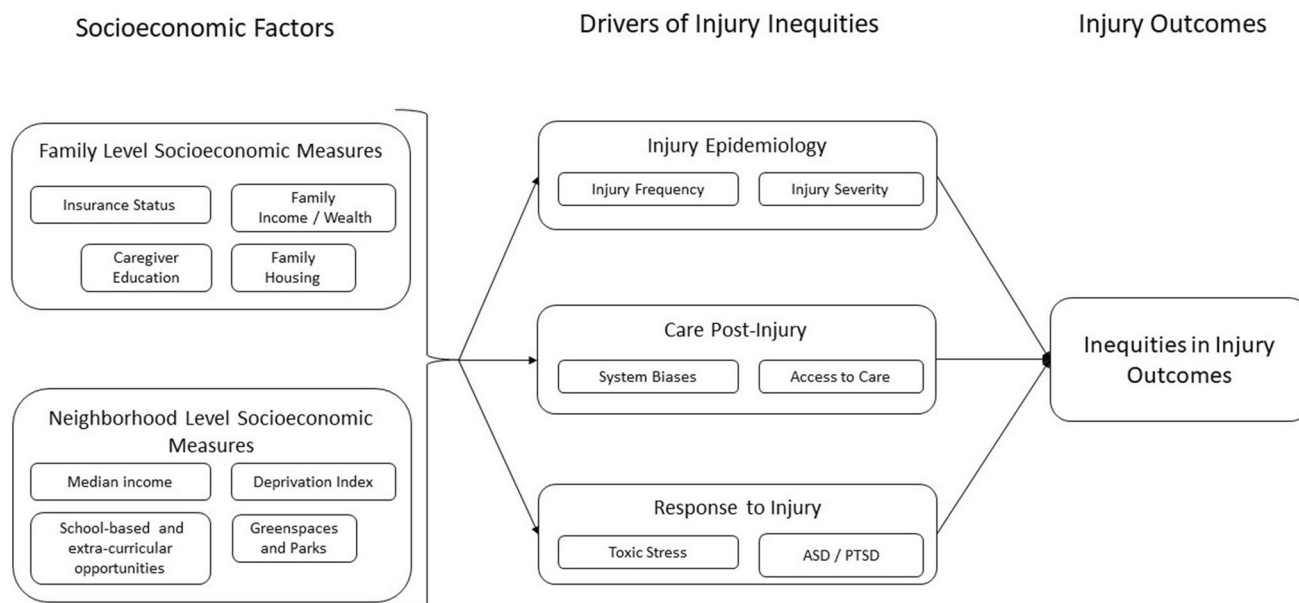 Socioeconomic Factors
Drivers of Injury Inequities
Injury Outcomes
Family Level Socioeconomic Measures
Insurance Status
Family
Income / Wealth
Caregiver
Education
Family
Housing
Neighborhood Level Socioeconomic
Measures
Median income
Deprivation Index
School-based and
extra-curricular
opportunities
Greenspaces
and Parks
Injury Epidemiology
Injury Frequency
Injury Severity
Care Post-Injury
System Biases
Access to Care
Response to Injury
Toxic Stress
ASD / PTSD
Inequities in Injury
Outcomes